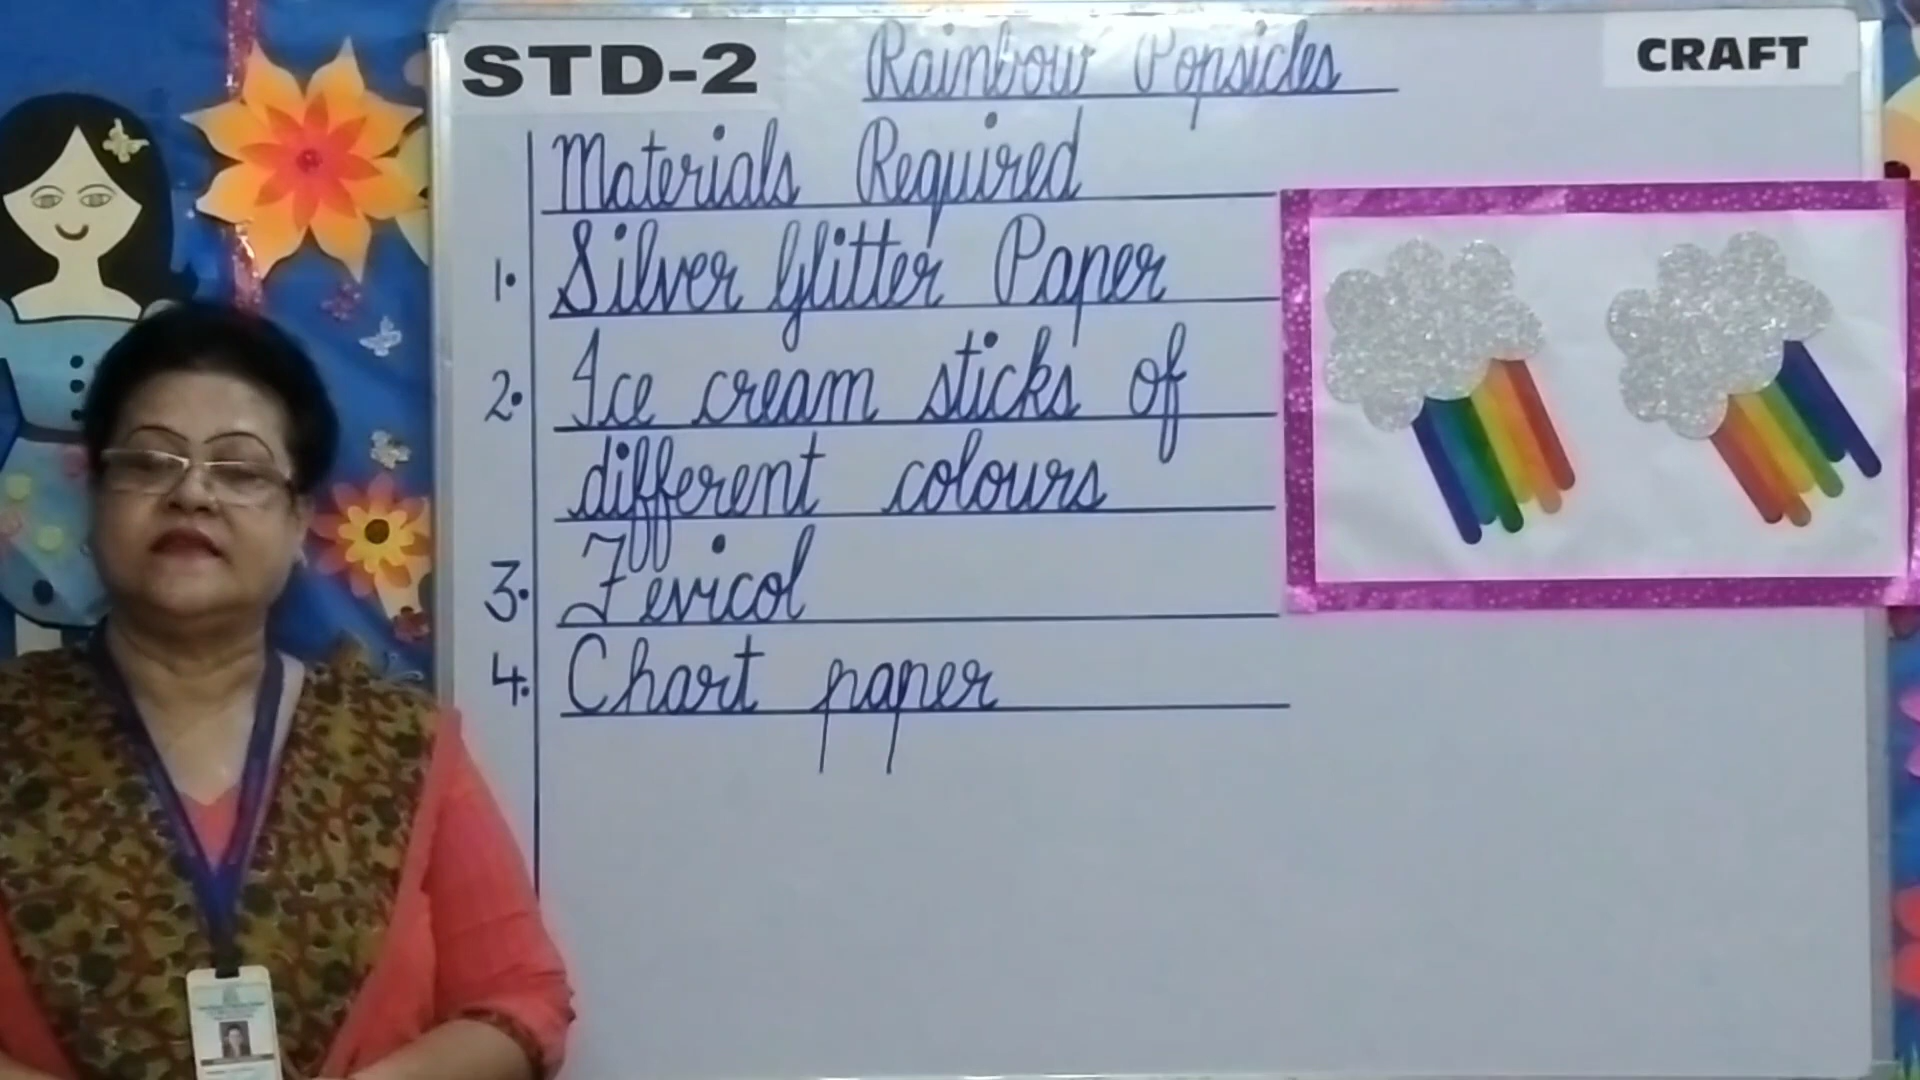 STD-2
Rainbow Popsicles
CRAFT
Materials Required
1. Silver Glitter Paper
2. Ice cream sticks of
different colours
3. Fevicol
4. Chart paper